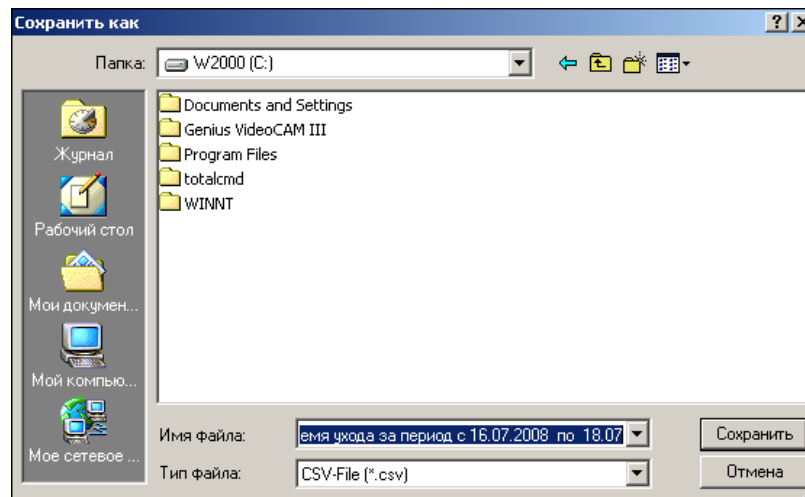 Сохранить как
Папка: W2000 (C:)
Журнал
Рабочий стол
Мои докумен...
Мой компью...
Мое сетевое ...
Documents and Settings
Genius VideoCAM III
Program Files
totalcmd
WINNT
Имя файла: емя ухода за период с 16.07.2008 по 18.07
Сохранить
Тип файла: CSV-File (*.csv)
Отмена